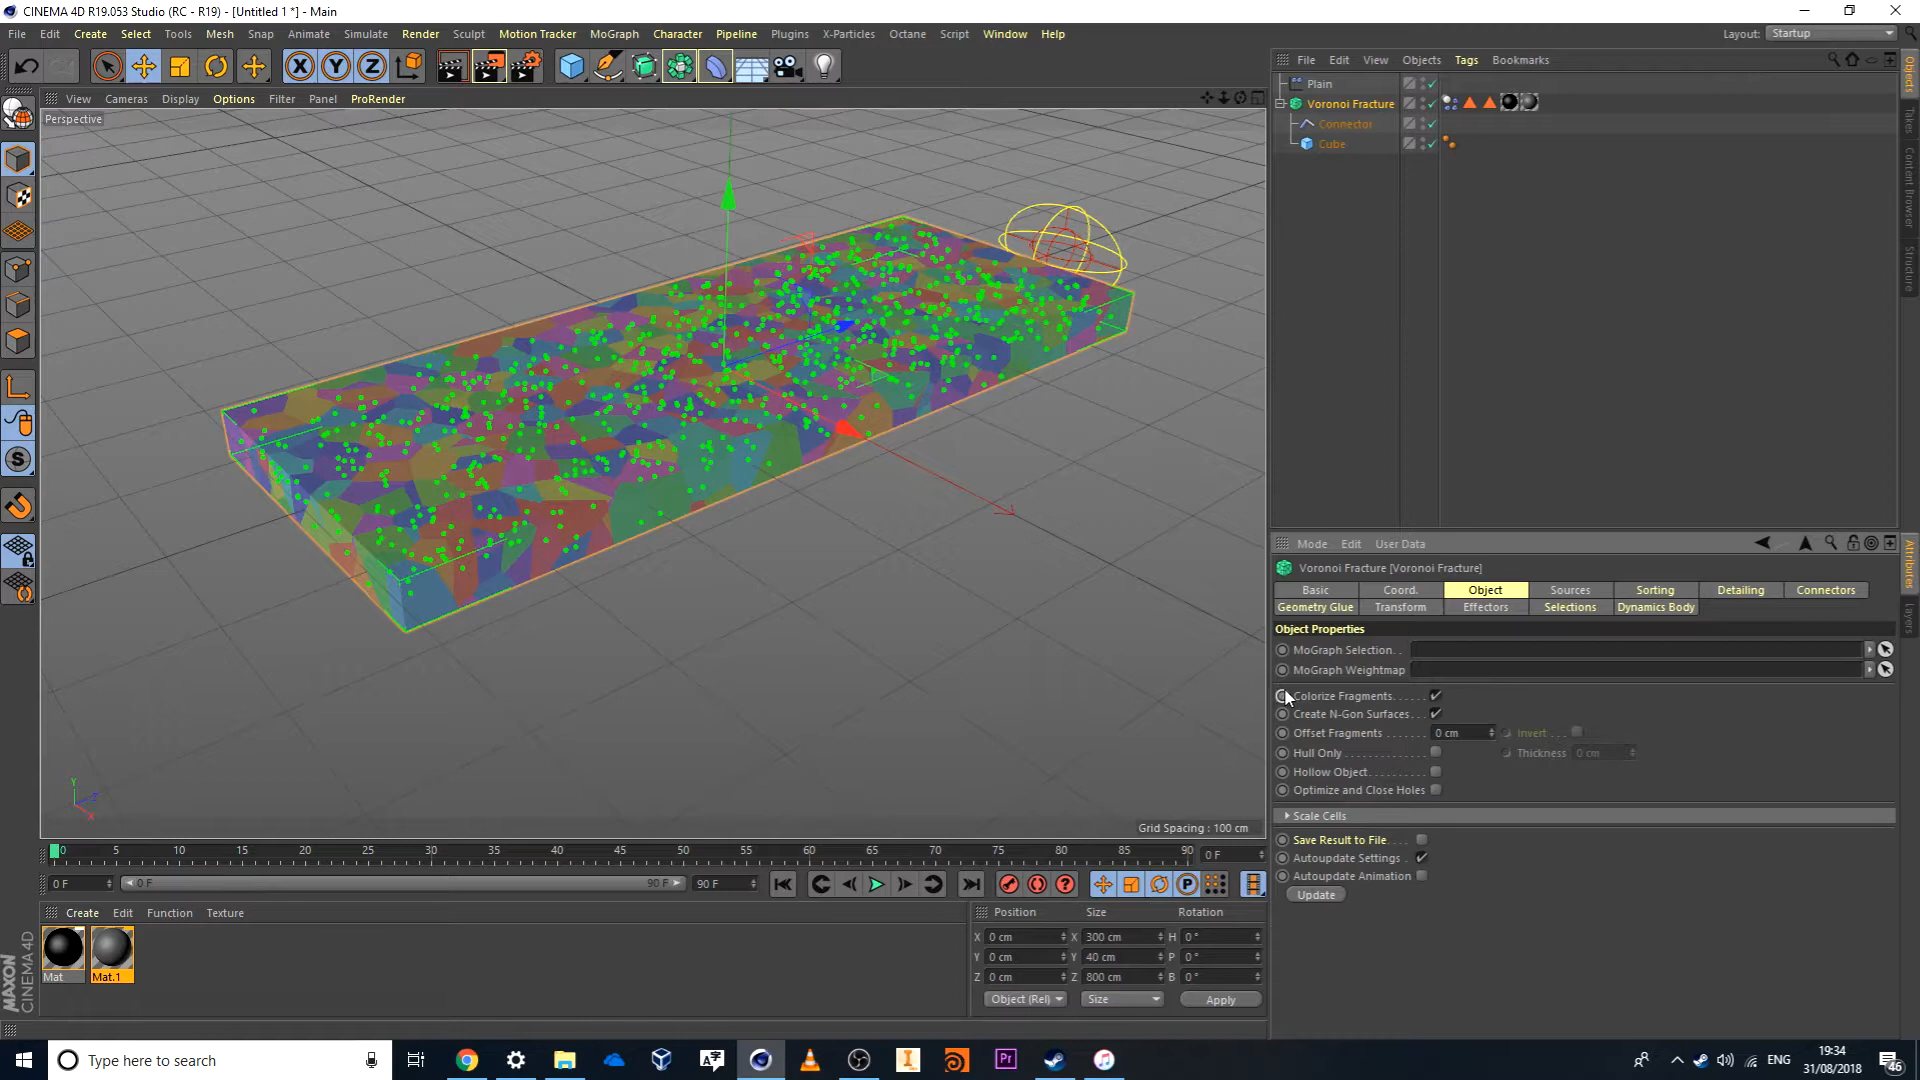 CINEMA 4D R19.053 Studio (RC - R19) - [Untitled 1 *] - Main
File Edit Create Select Tools Mesh Snap Animate Simulate Render Sculpt Motion Tracker MoGraph Character Pipeline Plugins X-Particles Octane Script Window Help
Layout: Startup
X Y Z
File Edit View Objects Tags Bookmarks
View Cameras Display Options Filter Panel ProRender
Perspective
Plain
Voronoi Fracture
Connector
Cube
Objects
Takes
Content Browser
Structure
Mode Edit User Data
Voronoi Fracture [Voronoi Fracture]
Basic Coord. Object Sources Sorting Detailing Connectors
Geometry Glue Transform Effectors Selections Dynamics Body
Object Properties
MoGraph Selection. .
MoGraph Weightmap
Colorize Fragments. . . . . .
Create N-Gon Surfaces. . .
Offset Fragments . . . . . . . 0 cm Invert . . .
Hull Only . . . . . . . . . . . . . Thickness 0 cm
Hollow Object. . . . . . . . . .
Optimize and Close Holes
Scale Cells
Save Result to File. . . .
Autoupdate Settings . .
Autoupdate Animation
Update
Attributes
Layers
S
Y
Z
X
Grid Spacing : 100 cm
0 5 10 15 20 25 30 35 40 45 50 55 60 65 70 75 80 85 90 0 F
0 F 0 F 90 F 90 F
P
Create Edit Function Texture
Mat Mat.1
Position Size Rotation
X 0 cm X 300 cm H 0 °
Y 0 cm Y 40 cm P 0 °
Z 0 cm Z 800 cm B 0 °
Object (Rel) Size Apply
MAXON
CINEMA 4D
Type here to search
Pr
ENG
19:34
31/08/2018
46